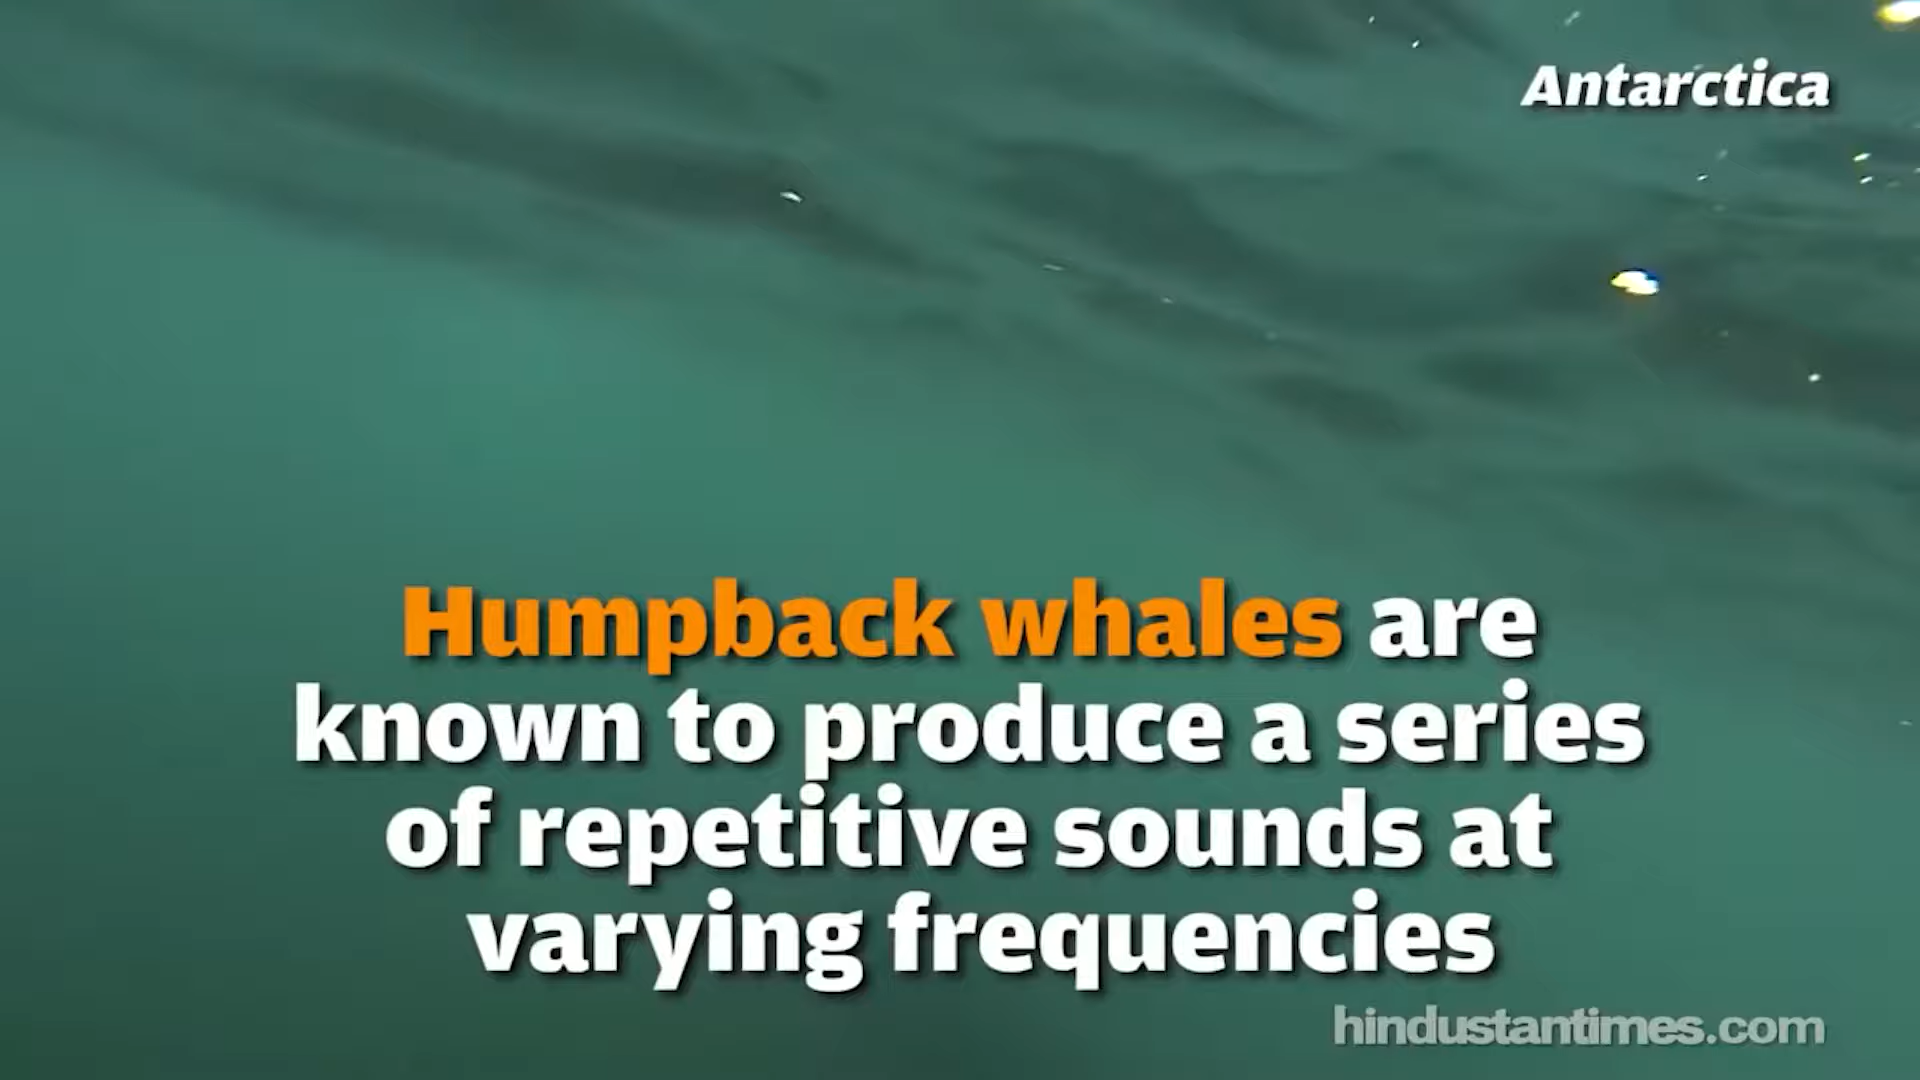 Antarctica
Humpback whales are
known to produce a series
of repetitive sounds at
varying frequencies
hindustantimes.com